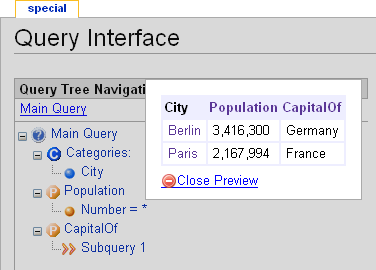 special
Query Interface
Query Tree Navigati
Main Query
Main Query
Categories:
City
Population
Number = *
CapitalOf
Subquery 1
City Population CapitalOf
Berlin 3,416,300 Germany
Paris 2,167,994 France
Close Preview